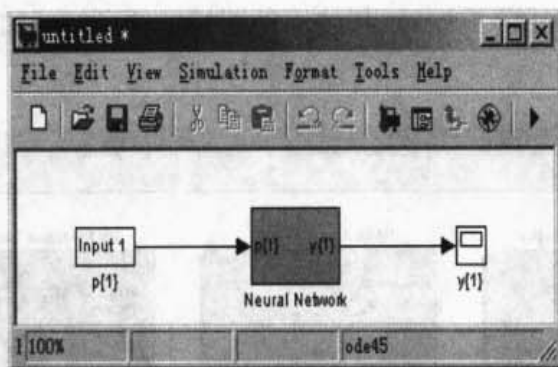 untitled *
File Edit View Simulation Format Tools Help
Input 1 p{1} y{1}
p{1} Neural Network y{1}
100% ode45